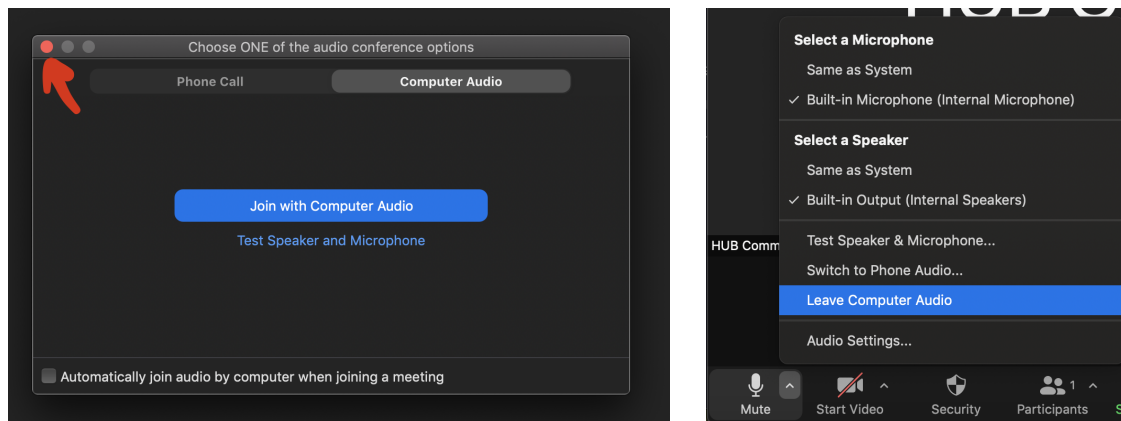 Choose ONE of the audio conference options
Phone Call
Computer Audio
Join with Computer Audio
Test Speaker and Microphone
Automatically join audio by computer when joining a meeting
Select a Microphone
Same as System
✓ Built-in Microphone (Internal Microphone)
Select a Speaker
Same as System
✓ Built-in Output (Internal Speakers)
HUB Comm
Test Speaker & Microphone...
Switch to Phone Audio...
Leave Computer Audio
Audio Settings...
Mute
Start Video
Security
1
Participants